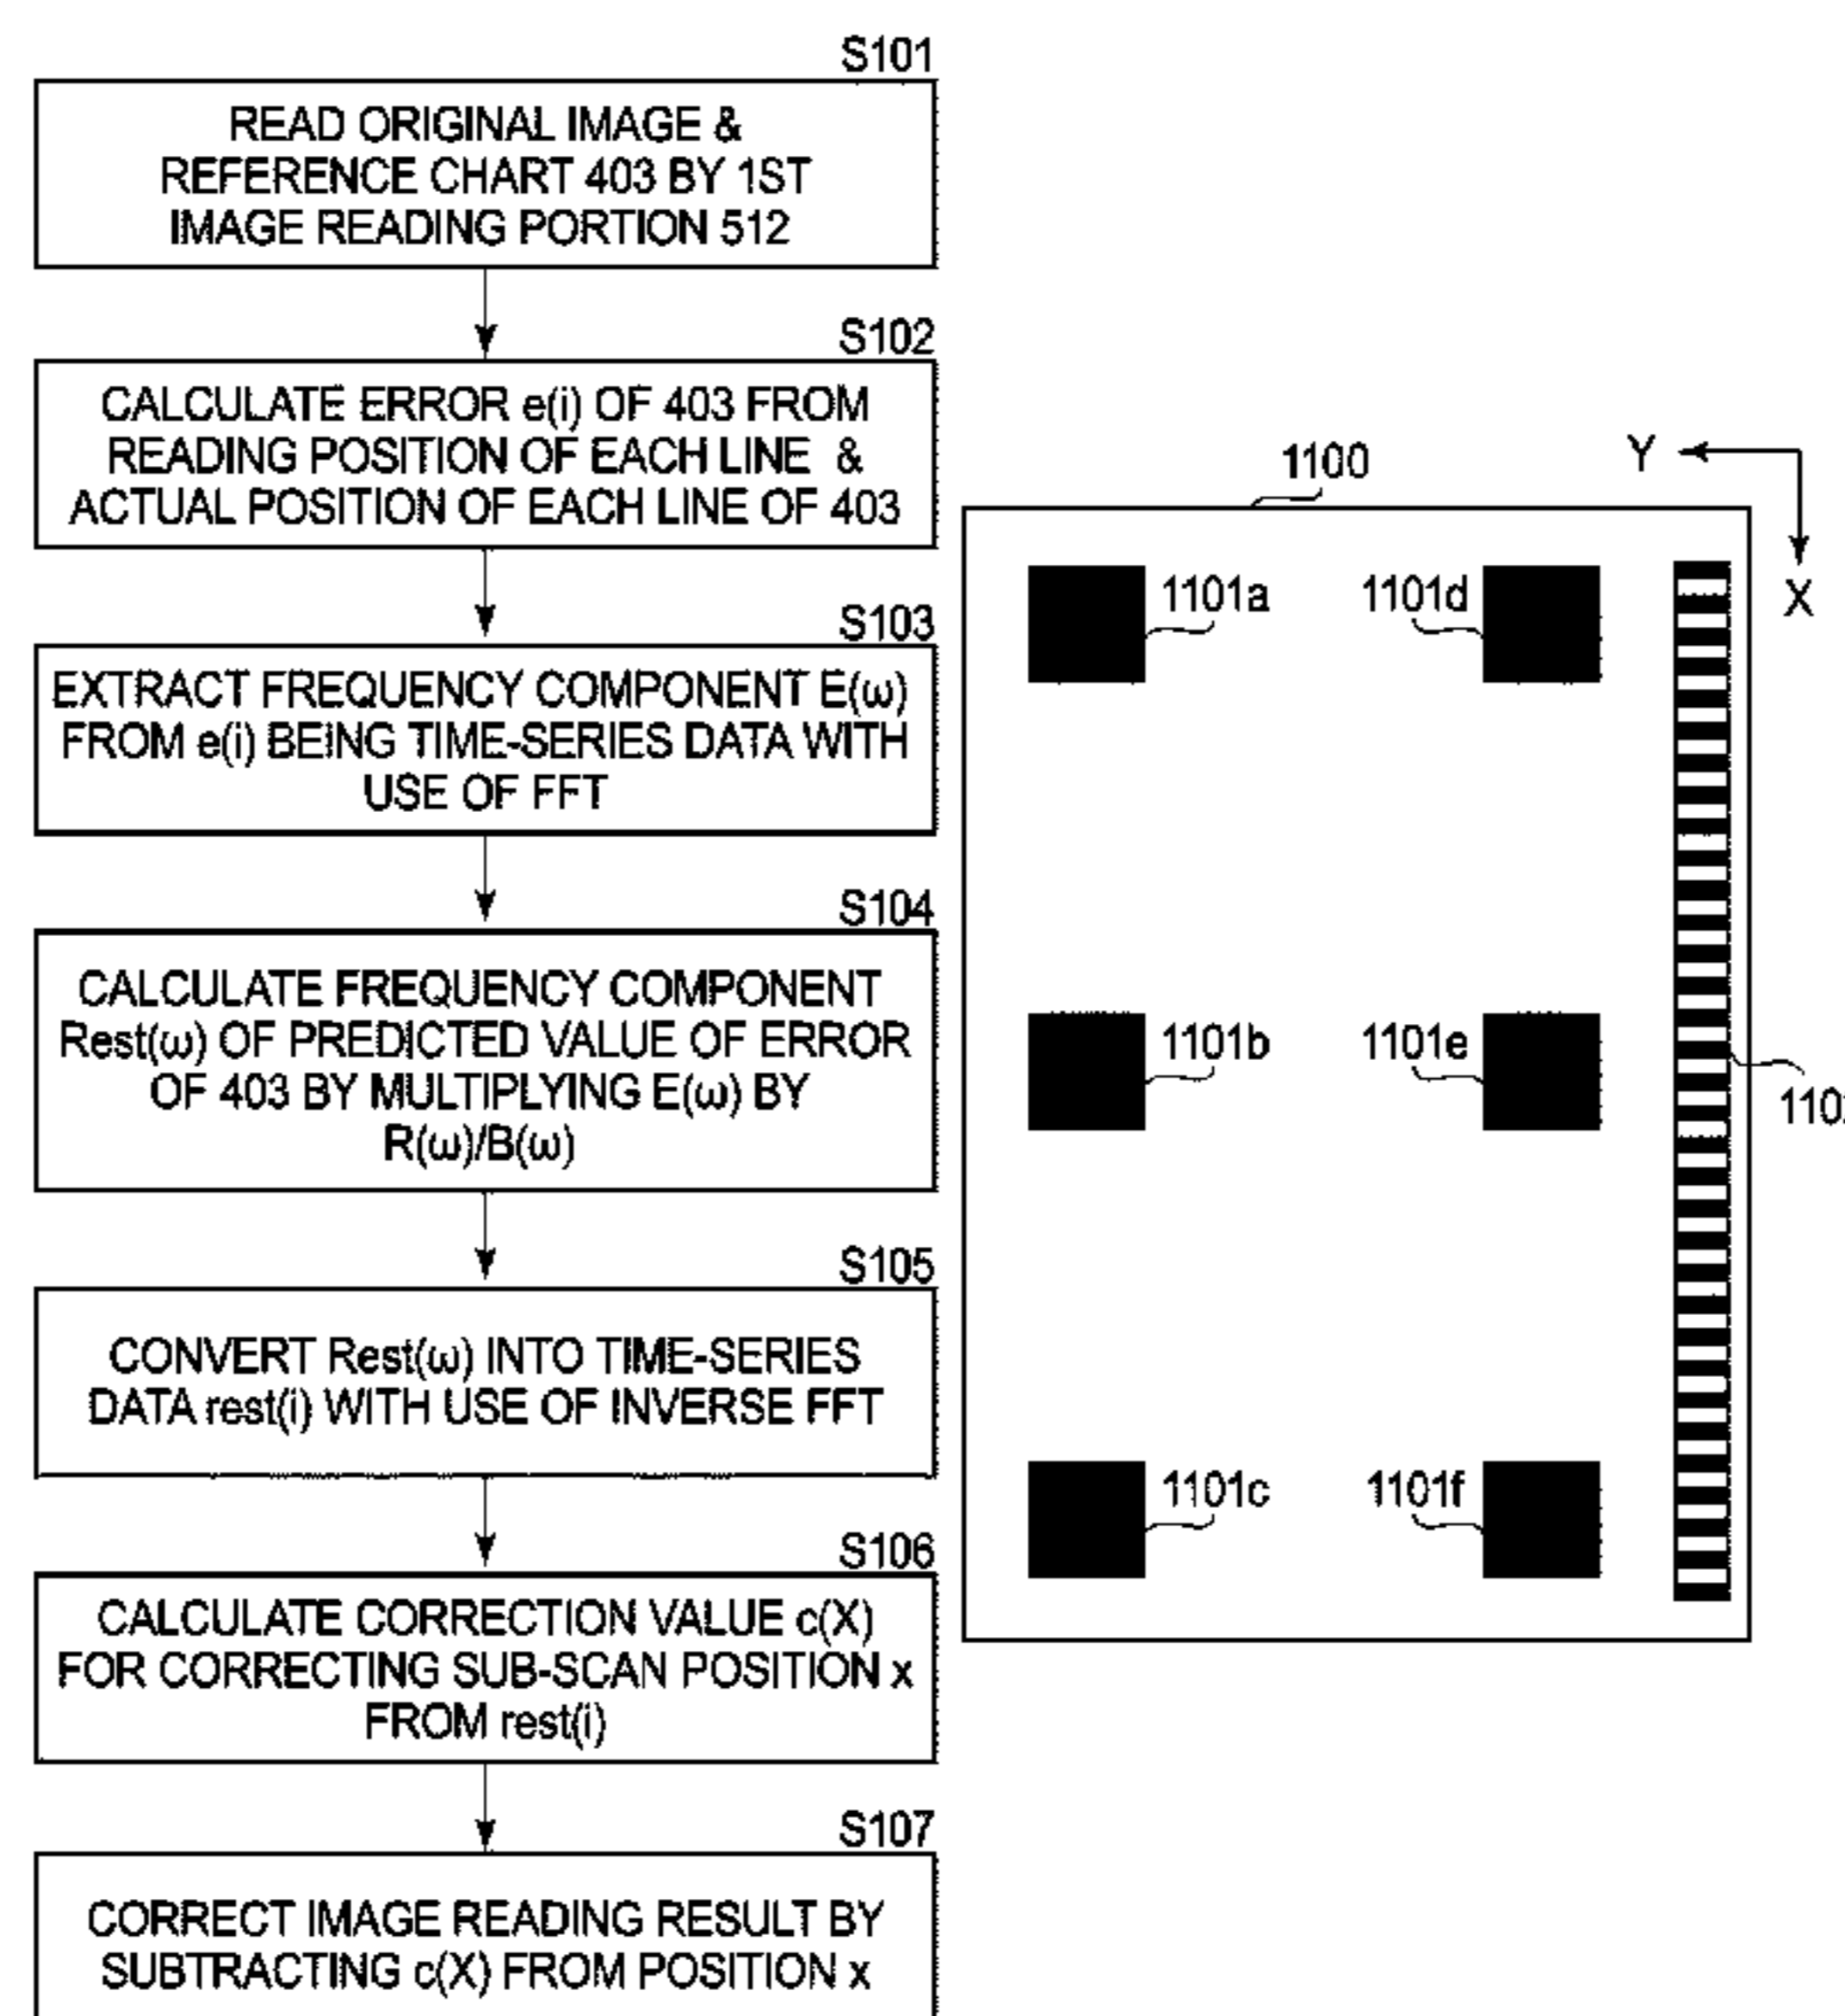 S101
READ ORIGINAL IMAGE &
REFERENCE CHART 403 BY 1ST
IMAGE READING PORTION 512
S102
CALCULATE ERROR e(i) OF 403 FROM
READING POSITION OF EACH LINE &
ACTUAL POSITION OF EACH LINE OF 403
S103
EXTRACT FREQUENCY COMPONENT E(ω)
FROM e(i) BEING TIME-SERIES DATA WITH
USE OF FFT
S104
CALCULATE FREQUENCY COMPONENT
Rest(ω) OF PREDICTED VALUE OF ERROR
OF 403 BY MULTIPLYING E(ω) BY
R(ω)/B(ω)
S105
CONVERT Rest(ω) INTO TIME-SERIES
DATA rest(i) WITH USE OF INVERSE FFT
S106
CALCULATE CORRECTION VALUE c(X)
FOR CORRECTING SUB-SCAN POSITION x
FROM rest(i)
S107
CORRECT IMAGE READING RESULT BY
SUBTRACTING c(X) FROM POSITION x
1100
Y
X
1101a
1101d
1101b
1101e
1101c
1101f